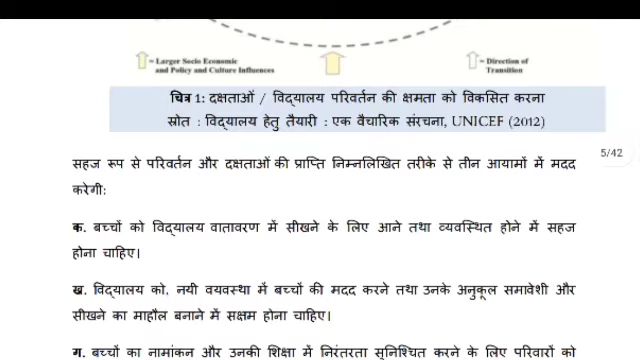 = Larger Socio Economic
and Policy and Culture Influences
= Direction of
Transition
चित्र 1: दक्षताओं / विद्यालय परिवर्तन की क्षमता को विकसित करना
स्रोत : विद्यालय हेतु तैयारी : एक वैचारिक संरचना, UNICEF (2012)
5/42
सहज रूप से परिवर्तन और दक्षताओं की प्राप्ति निम्नलिखित तरीके से तीन आयामों में मदद
करेगी:
क. बच्चों को विद्यालय वातावरण में सीखने के लिए आने तथा व्यवस्थित होने में सहज
होना चाहिए।
ख. विद्यालय को, नयी वयवस्था में बच्चों की मदद करने तथा उनके अनुकूल समावेशी और
सीखने का माहौल बनाने में सक्षम होना चाहिए।
ग. बच्चों का नामांकन और उनकी शिक्षा में निरंतरता सुनिश्चित करने के लिए परिवारों को